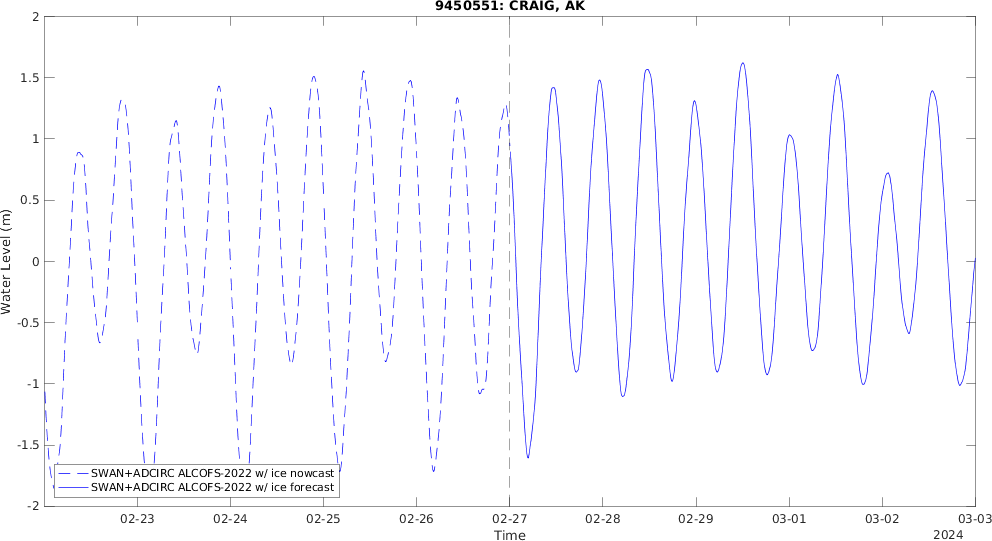 9450551: CRAIG, AK
2
1.5
1
0.5
0
-0.5
-1
-1.5
-2
Water Level (m)
SWAN+ADCIRC ALCOFS-2022 w/ ice nowcast
SWAN+ADCIRC ALCOFS-2022 w/ ice forecast
02-23 02-24 02-25 02-26 02-27 02-28 02-29 03-01 03-02 03-03
Time
2024